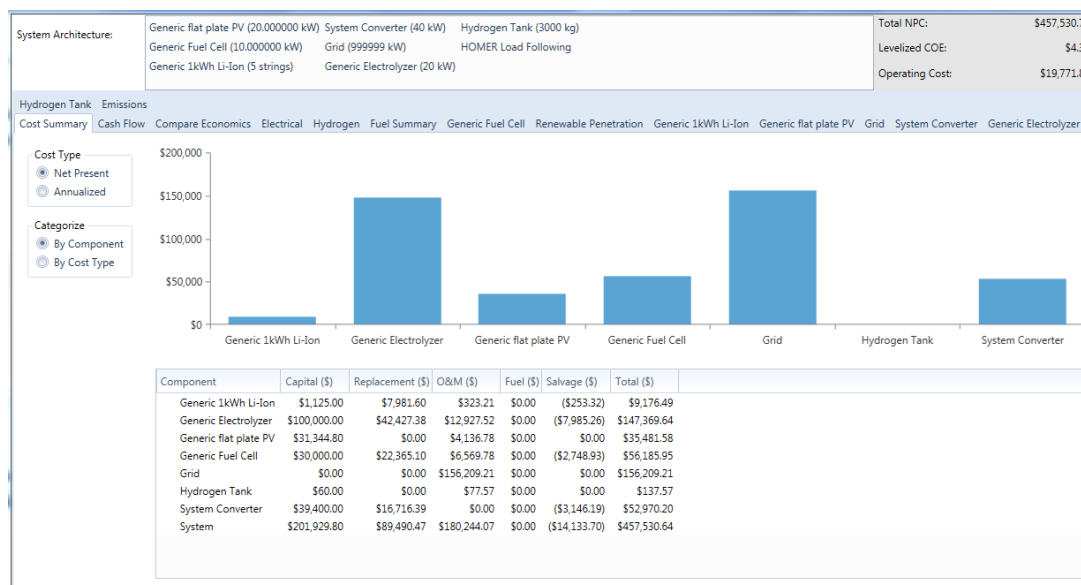 System Architecture:
Generic flat plate PV (20.000000 kW) System Converter (40 kW) Hydrogen Tank (3000 kg)
Generic Fuel Cell (10.000000 kW) Grid (999999 kW) HOMER Load Following
Generic 1kWh Li-Ion (5 strings) Generic Electrolyzer (20 kW)
Total NPC: $457,530.
Levelized COE: $4.
Operating Cost: $19,771.
Hydrogen Tank Emissions
Cost Summary Cash Flow Compare Economics Electrical Hydrogen Fuel Summary Generic Fuel Cell Renewable Penetration Generic 1kWh Li-Ion Generic flat plate PV Grid System Converter Generic Electrolyzer
Cost Type
Net Present
Annualized
Categorize
By Component
By Cost Type
$200,000
$150,000
$100,000
$50,000
$0
Generic 1kWh Li-Ion Generic Electrolyzer Generic flat plate PV Generic Fuel Cell Grid Hydrogen Tank System Converter
Component Capital ($) Replacement ($) O&M ($) Fuel ($) Salvage ($) Total ($)
Generic 1kWh Li-Ion $1,125.00 $7,981.60 $323.21 $0.00 ($253.32) $9,176.49
Generic Electrolyzer $100,000.00 $42,427.38 $12,927.52 $0.00 ($7,985.26) $147,369.64
Generic flat plate PV $31,344.80 $0.00 $4,136.78 $0.00 $0.00 $35,481.58
Generic Fuel Cell $30,000.00 $22,365.10 $6,569.78 $0.00 ($2,748.93) $56,185.95
Grid $0.00 $0.00 $156,209.21 $0.00 $0.00 $156,209.21
Hydrogen Tank $60.00 $0.00 $77.57 $0.00 $0.00 $137.57
System Converter $39,400.00 $16,716.39 $0.00 $0.00 ($3,146.19) $52,970.20
System $201,929.80 $89,490.47 $180,244.07 $0.00 ($14,133.70) $457,530.64